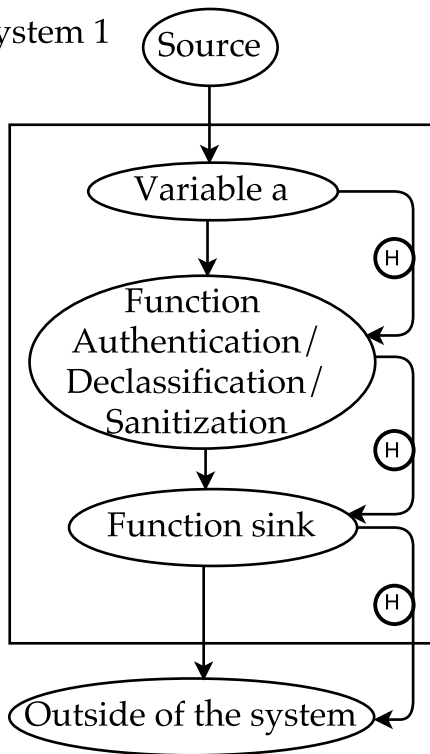 ystem 1
Source
Variable a
H
Function
Authentication/
Declassification/
Sanitization
H
Function sink
H
Outside of the system